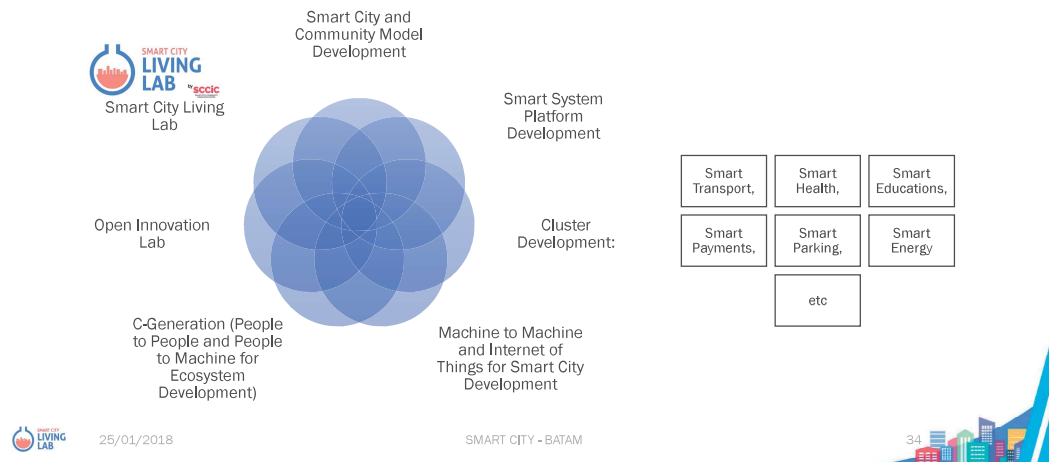 Smart City and
Community Model
Development
SMART CITY
LIVING
LAB
by sccic
Smart City Living
Lab
Smart System
Platform
Development
Smart
Transport,
Smart
Health,
Smart
Educations,
Open Innovation
Lab
Cluster
Development:
Smart
Payments,
Smart
Parking,
Smart
Energy
etc
C-Generation (People
to People and People
to Machine for
Ecosystem
Development)
Machine to Machine
and Internet of
Things for Smart City
Development
SMART CITY
LIVING
LAB
25/01/2018
SMART CITY - BATAM
34